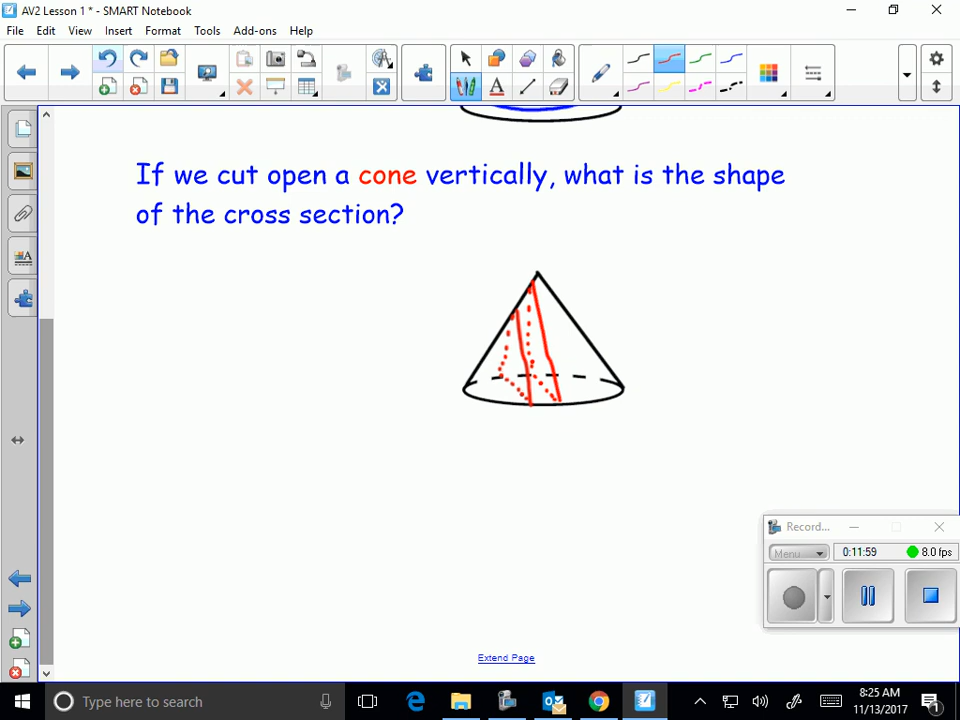 AV2 Lesson 1 * - SMART Notebook
File Edit View Insert Format Tools Add-ons Help
If we cut open a cone vertically, what is the shape
of the cross section?
Record...
Menu 0:11:59 8.0 fps
Extend Page
Type here to search
8:25 AM
11/13/2017
1